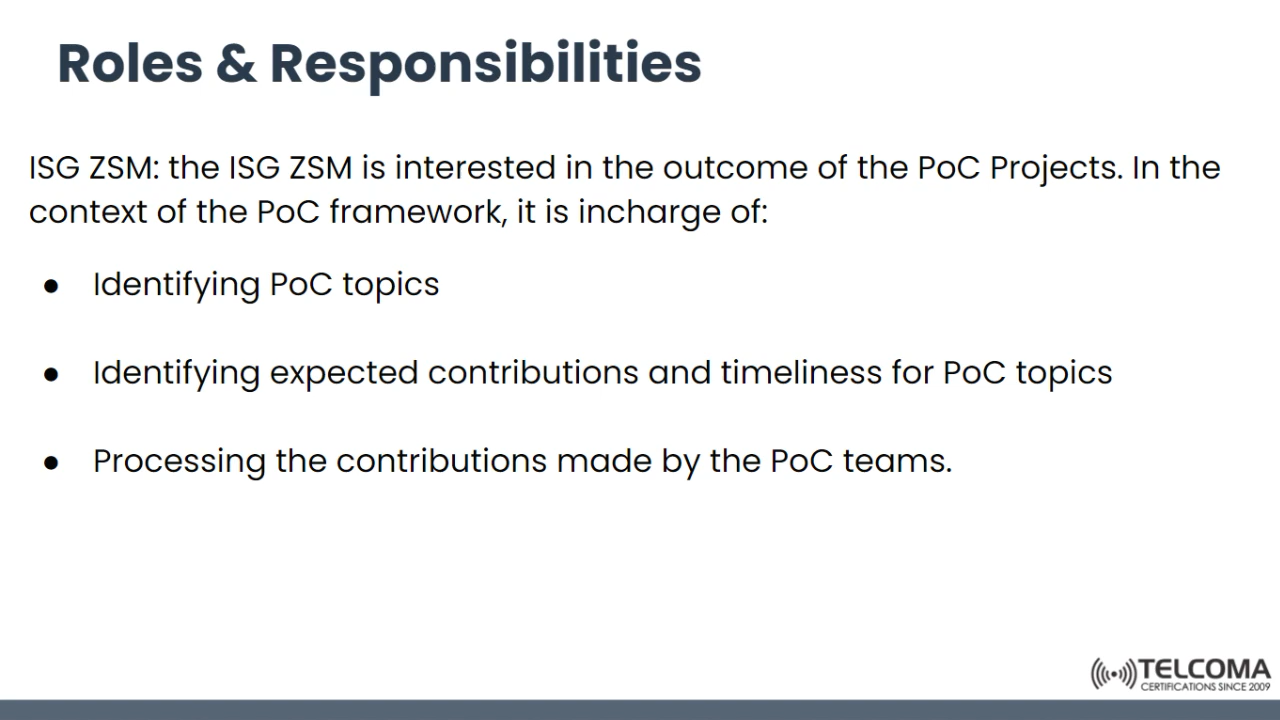 Roles & Responsibilities
ISG ZSM: the ISG ZSM is interested in the outcome of the PoC Projects. In the
context of the PoC framework, it is incharge of:
● Identifying PoC topics
● Identifying expected contributions and timeliness for PoC topics
● Processing the contributions made by the PoC teams.
TELCOMA
CERTIFICATIONS SINCE 2009